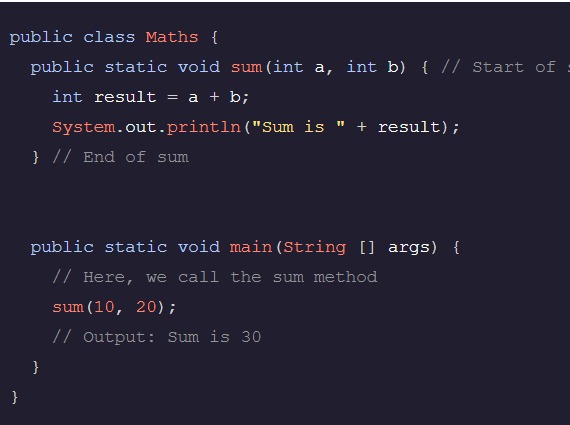 public class Maths {
  public static void sum(int a, int b) { // Start of
    int result = a + b;
    System.out.println("Sum is " + result);
  } // End of sum
  public static void main(String [] args) {
    // Here, we call the sum method
    sum(10, 20);
    // Output: Sum is 30
  }
}